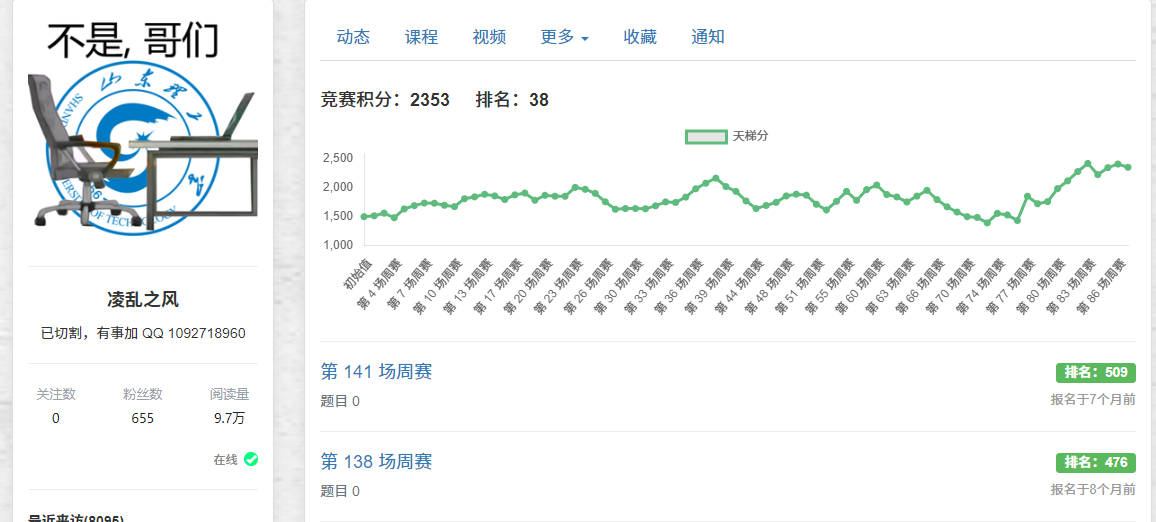 不是, 哥们
山东理工
SHAND
ERSITY OF TECHNOLOGY
凌乱之风
已切割，有事加 QQ 1092718960
关注数 粉丝数 阅读量
0 655 9.7万
在线
最近来访(8095)
动态 课程 视频 更多 收藏 通知
竞赛积分：2353 排名：38
天梯分
2,500
2,000
1,500
1,000
初始值
第 4 场周赛
第 7 场周赛
第 10 场周赛
第 13 场周赛
第 17 场周赛
第 20 场周赛
第 23 场周赛
第 26 场周赛
第 30 场周赛
第 33 场周赛
第 36 场周赛
第 39 场周赛
第 44 场周赛
第 48 场周赛
第 51 场周赛
第 55 场周赛
第 60 场周赛
第 63 场周赛
第 66 场周赛
第 70 场周赛
第 74 场周赛
第 77 场周赛
第 80 场周赛
第 83 场周赛
第 86 场周赛
第 141 场周赛 排名：509
题目 0 报名于7个月前
第 138 场周赛 排名：476
题目 0 报名于8个月前